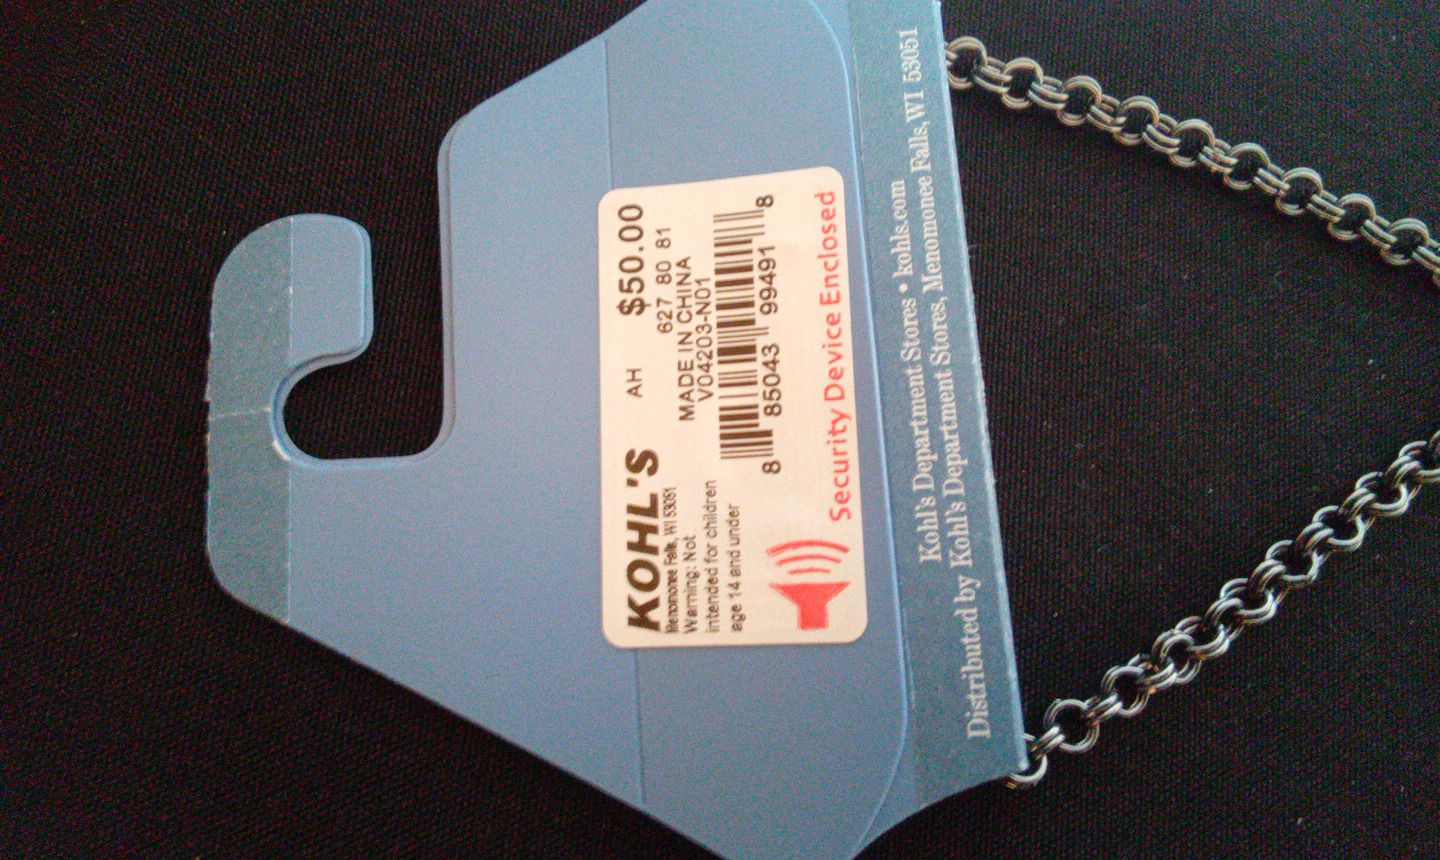 KOHL'S AH $50.00
Menomonee Falls, WI 53051
627 80 81
Warning: Not
intended for children
age 14 and under
MADE IN CHINA
V04203-N01
8 85043 99491 8
Security Device Enclosed
Kohl's Department Stores • kohls.com
Distributed by Kohl's Department Stores, Menomonee Falls, WI 53051